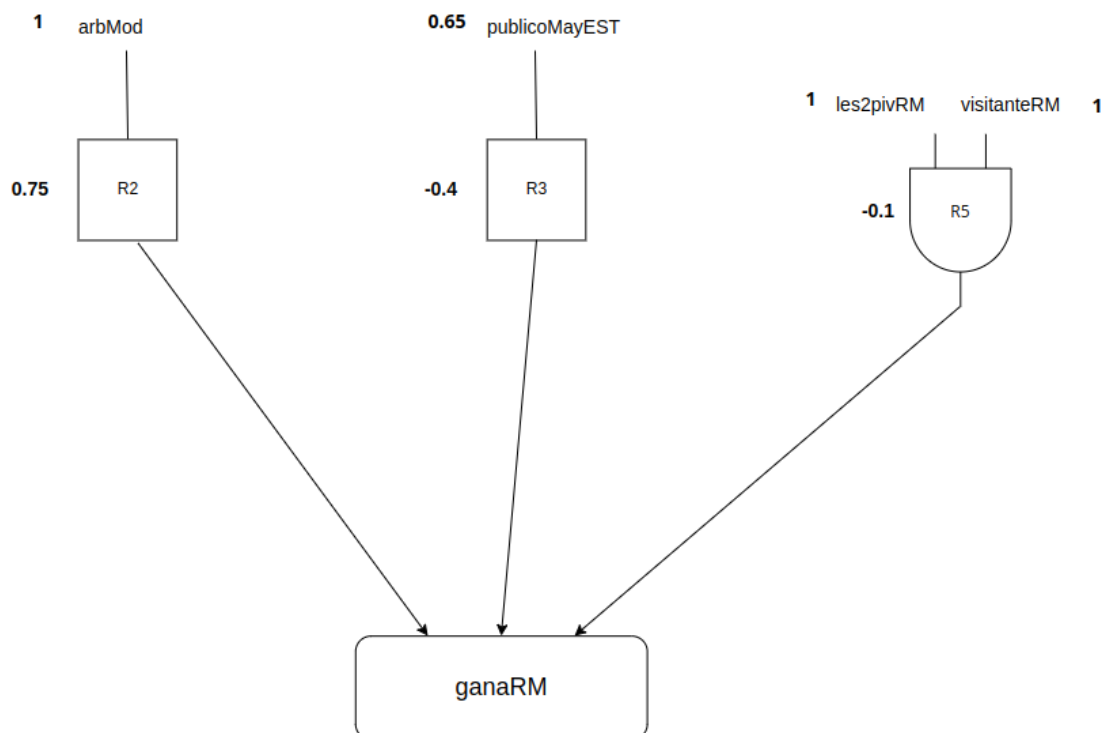 1 arbMod
0.65 publicoMayEST
1 les2pivRM visitanteRM 1
0.75 R2
-0.4 R3
-0.1 R5
ganaRM